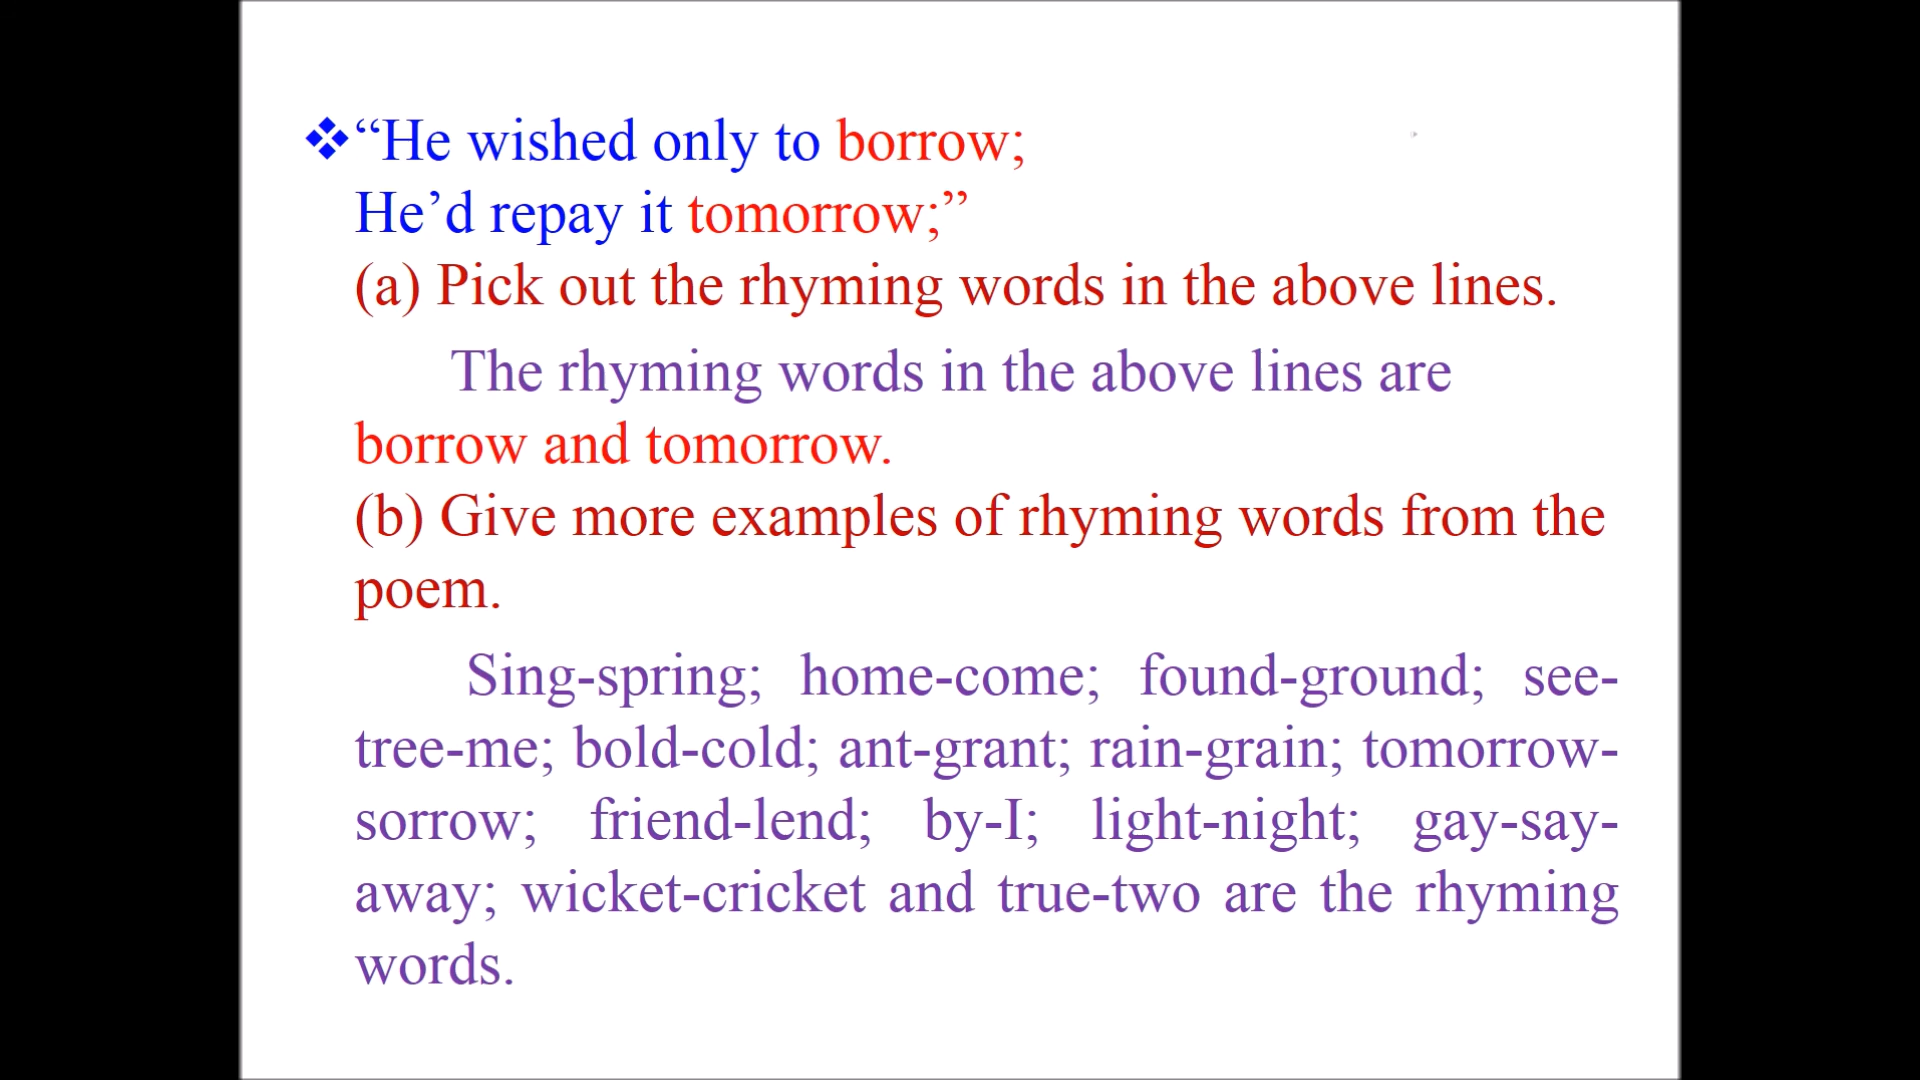 ❖“He wished only to borrow;
He’d repay it tomorrow;”
(a) Pick out the rhyming words in the above lines.
The rhyming words in the above lines are
borrow and tomorrow.
(b) Give more examples of rhyming words from the
poem.
Sing-spring; home-come; found-ground; see-
tree-me; bold-cold; ant-grant; rain-grain; tomorrow-
sorrow; friend-lend; by-I; light-night; gay-say-
away; wicket-cricket and true-two are the rhyming
words.